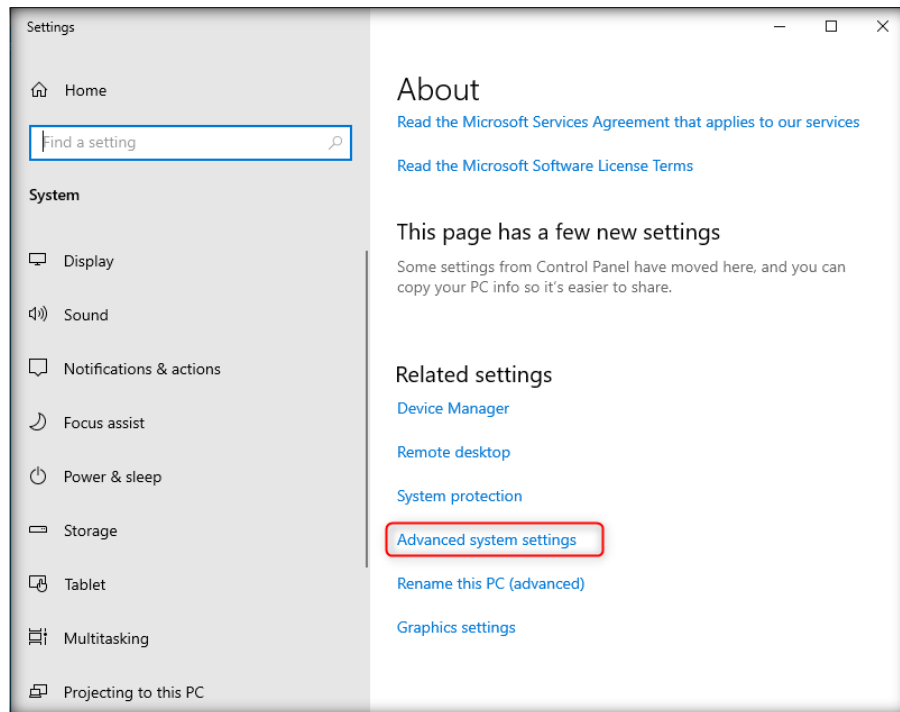 Settings
Home
Find a setting
System
Display
Sound
Notifications & actions
Focus assist
Power & sleep
Storage
Tablet
Multitasking
Projecting to this PC
About
Read the Microsoft Services Agreement that applies to our services
Read the Microsoft Software License Terms
This page has a few new settings
Some settings from Control Panel have moved here, and you can
copy your PC info so it’s easier to share.
Related settings
Device Manager
Remote desktop
System protection
Advanced system settings
Rename this PC (advanced)
Graphics settings